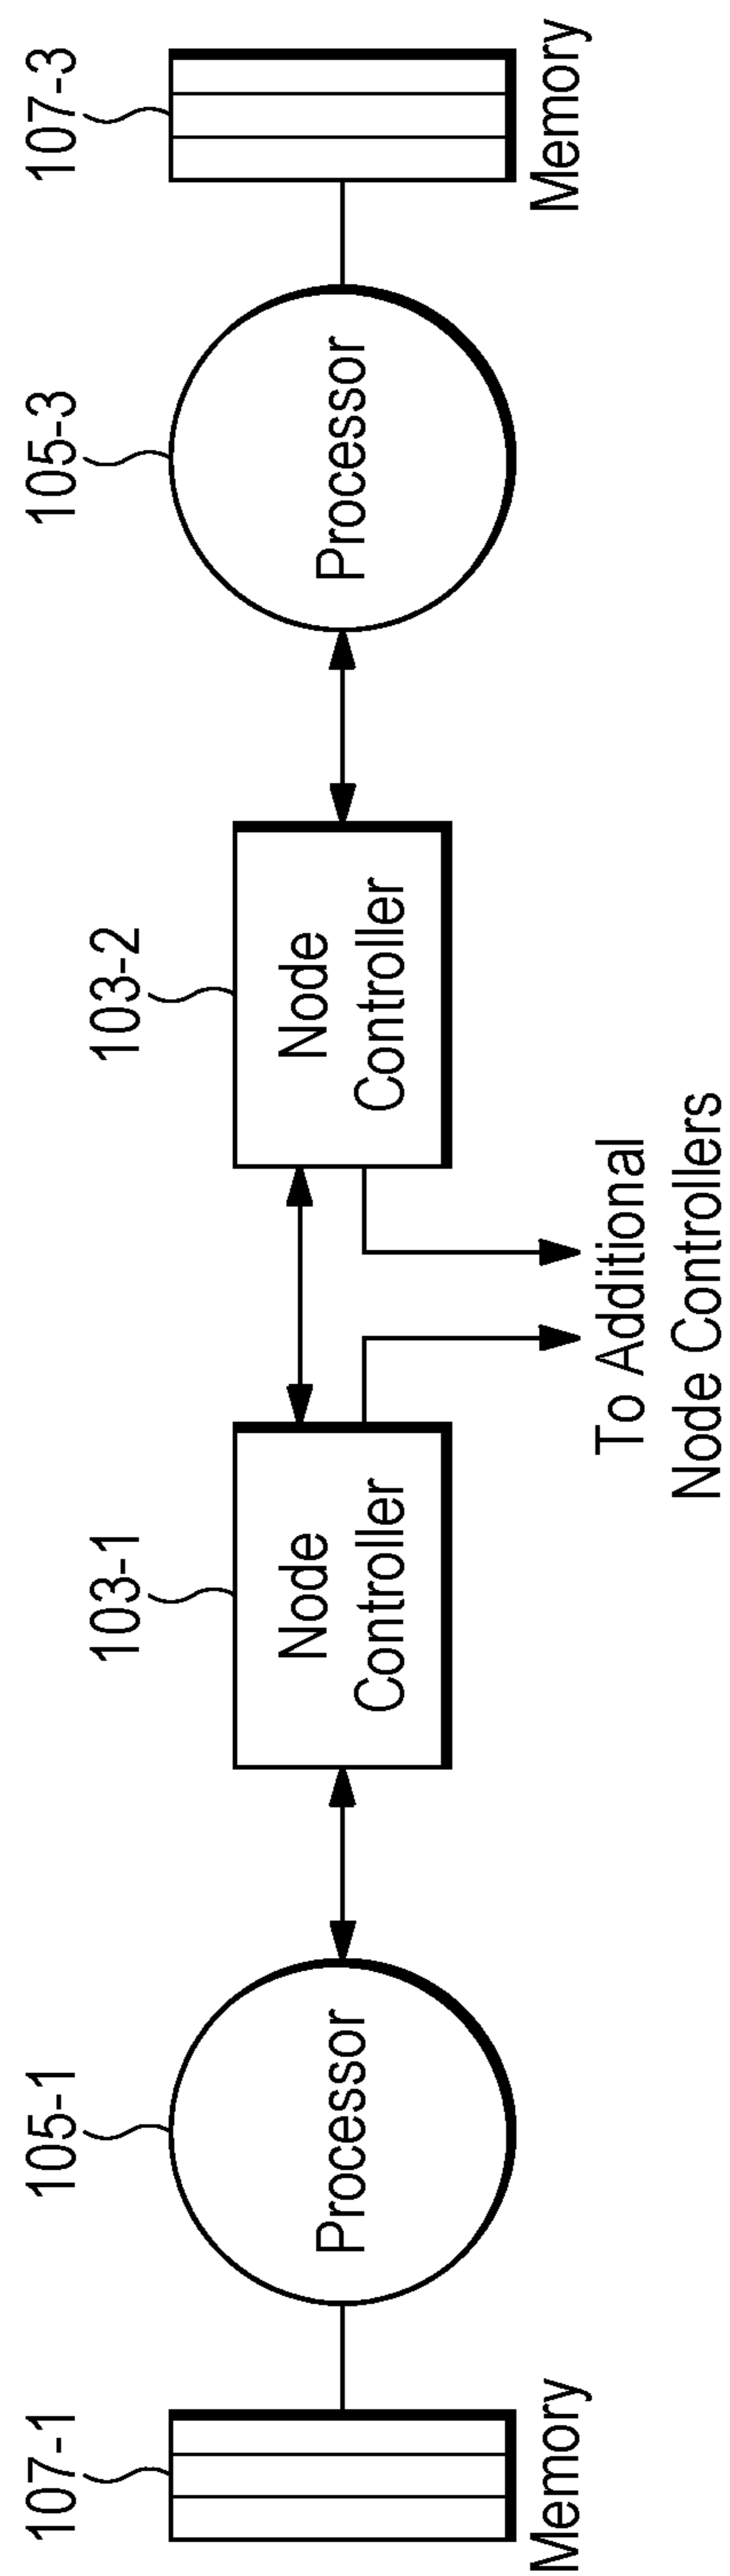 107-1
105-1
103-1
103-2
105-3
107-3
Processor
Node
Controller
Node
Controller
Processor
Memory
To Additional
Node Controllers
Memory